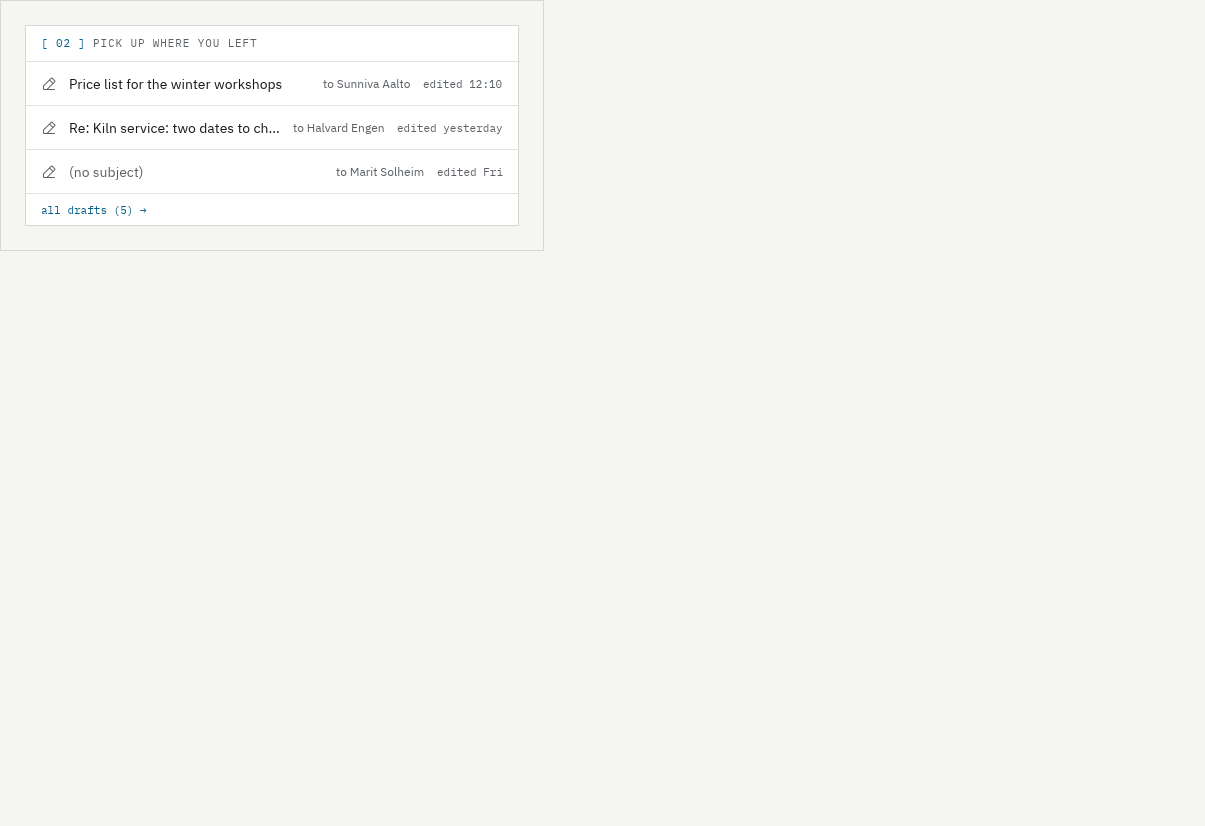 [ 02 ] PICK UP WHERE YOU LEFT
Price list for the winter workshops to Sunniva Aalto edited 12:10
Re: Kiln service: two dates to ch... to Halvard Engen edited yesterday
(no subject) to Marit Solheim edited Fri
all drafts (5) →